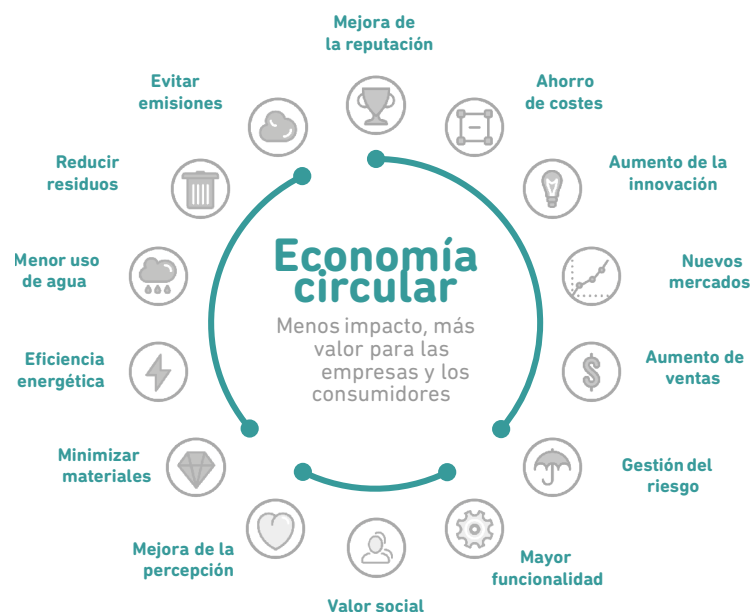 Mejora de
la reputación
Ahorro
de costes
Aumento de la
innovación
Nuevos
mercados
Aumento de
ventas
Gestión del
riesgo
Mayor
funcionalidad
Valor social
Mejora de la
percepción
Minimizar
materiales
Eficiencia
energética
Menor uso
de agua
Reducir
residuos
Evitar
emisiones
Economía
circular
Menos impacto, más
valor para las
empresas y los
consumidores
$